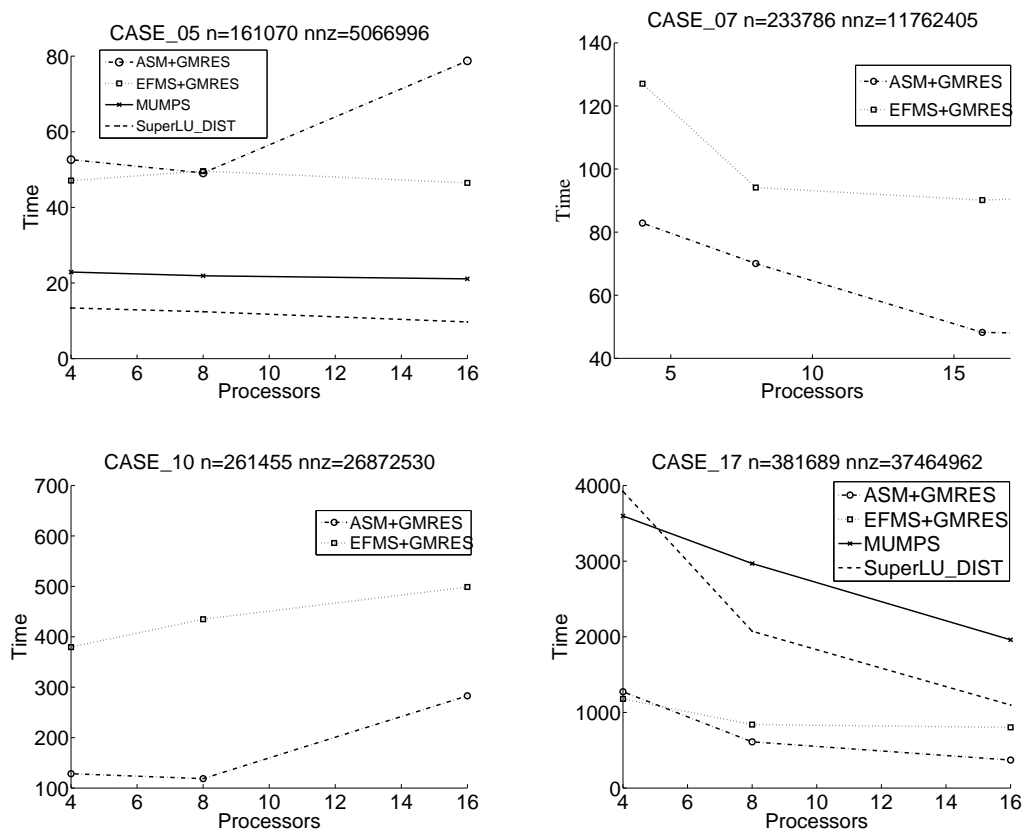 CASE_05 n=161070 nnz=5066996
ASM+GMRES
EFMS+GMRES
MUMPS
SuperLU_DIST
80
60
40
20
0
Time
4
6
8
10
12
14
16
Processors
CASE_07 n=233786 nnz=11762405
ASM+GMRES
EFMS+GMRES
140
120
100
80
60
40
Time
5
10
15
Processors
CASE_10 n=261455 nnz=26872530
ASM+GMRES
EFMS+GMRES
700
600
500
400
300
200
100
Time
4
6
8
10
12
14
16
Processors
CASE_17 n=381689 nnz=37464962
ASM+GMRES
EFMS+GMRES
MUMPS
SuperLU_DIST
4000
3000
2000
1000
0
Time
4
6
8
10
12
14
16
Processors